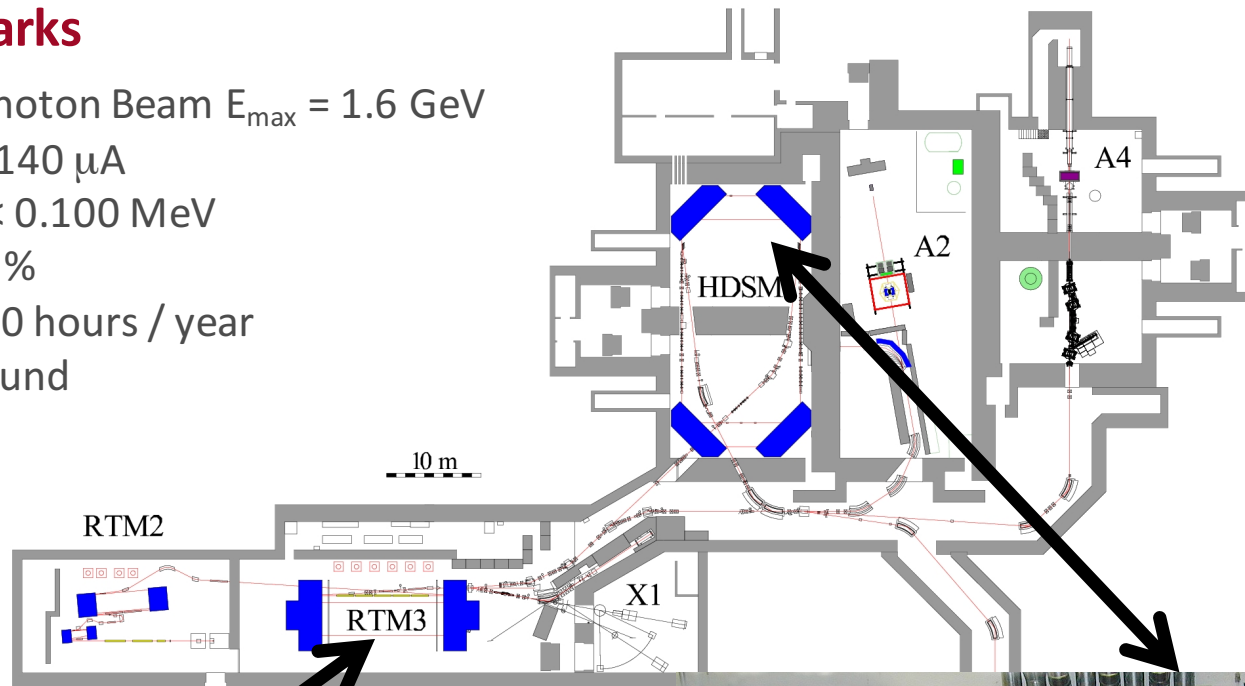 arks
noton Beam Emax = 1.6 GeV
140 μA
< 0.100 MeV
%
0 hours / year
und
A4
A2
HDSM
10 m
RTM2
X1
RTM3